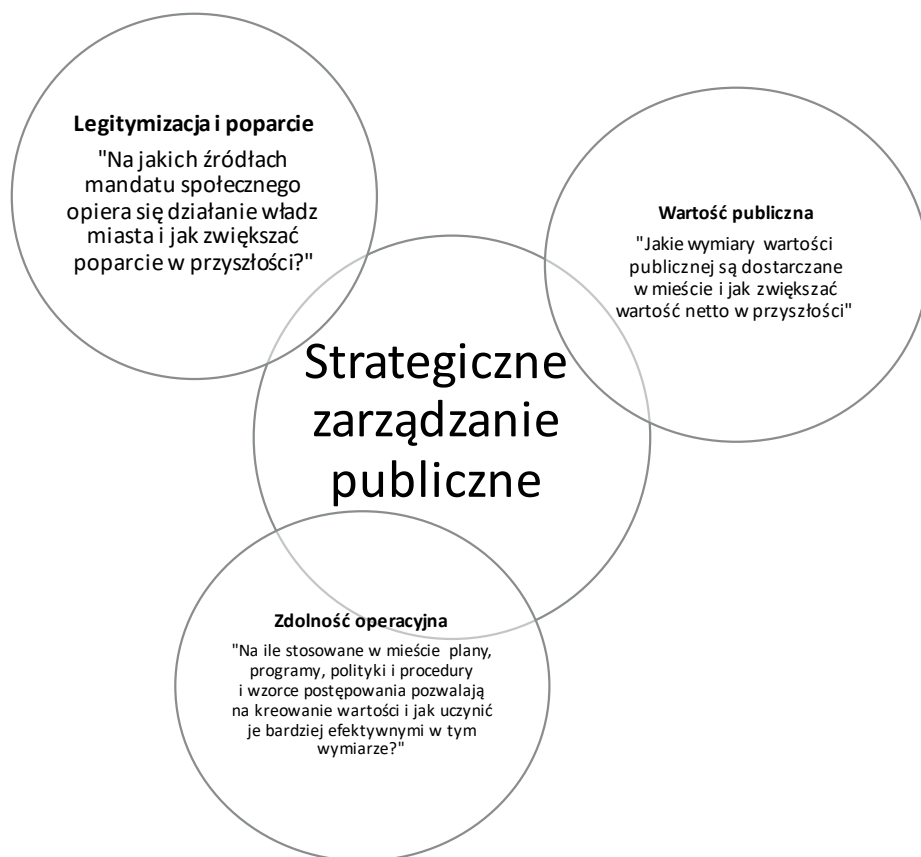 Legitymizacja i poparcie
"Na jakich źródłach
mandatu społecznego
opiera się działanie władz
miasta i jak zwiększać
poparcie w przyszłości?"
Wartość publiczna
"Jakie wymiary wartości
publicznej są dostarczane
w mieście i jak zwiększać
wartość netto w przyszłości"
Strategiczne
zarządzanie
publiczne
Zdolność operacyjna
"Na ile stosowane w mieście plany,
programy, polityki i procedury
i wzorce postępowania pozwalają
na kreowanie wartości i jak uczynić
je bardziej efektywnymi w tym
wymiarze?"